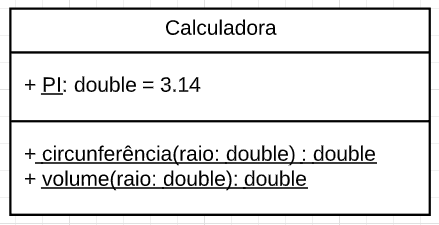 Calculadora
+ PI: double = 3.14
+ circunferência(raio: double) : double
+ volume(raio: double): double